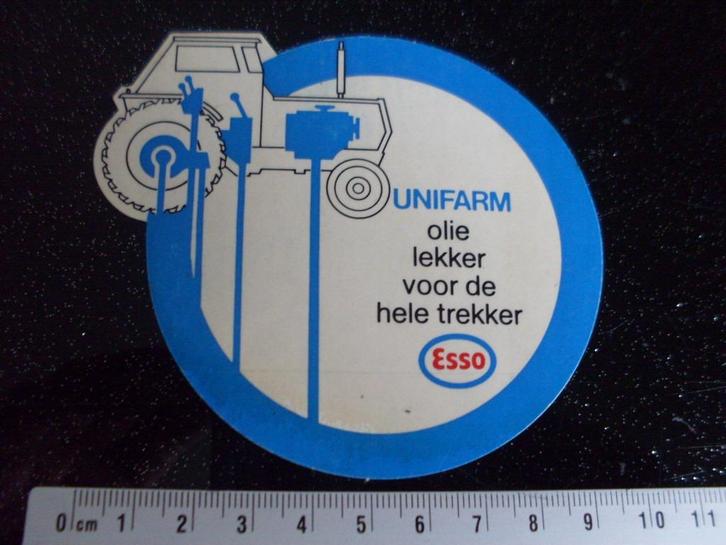 UNIFARM
olie
lekker
voor de
hele trekker
Esso
0 cm 1 2 3 4 5 6 7 8 9 10 11